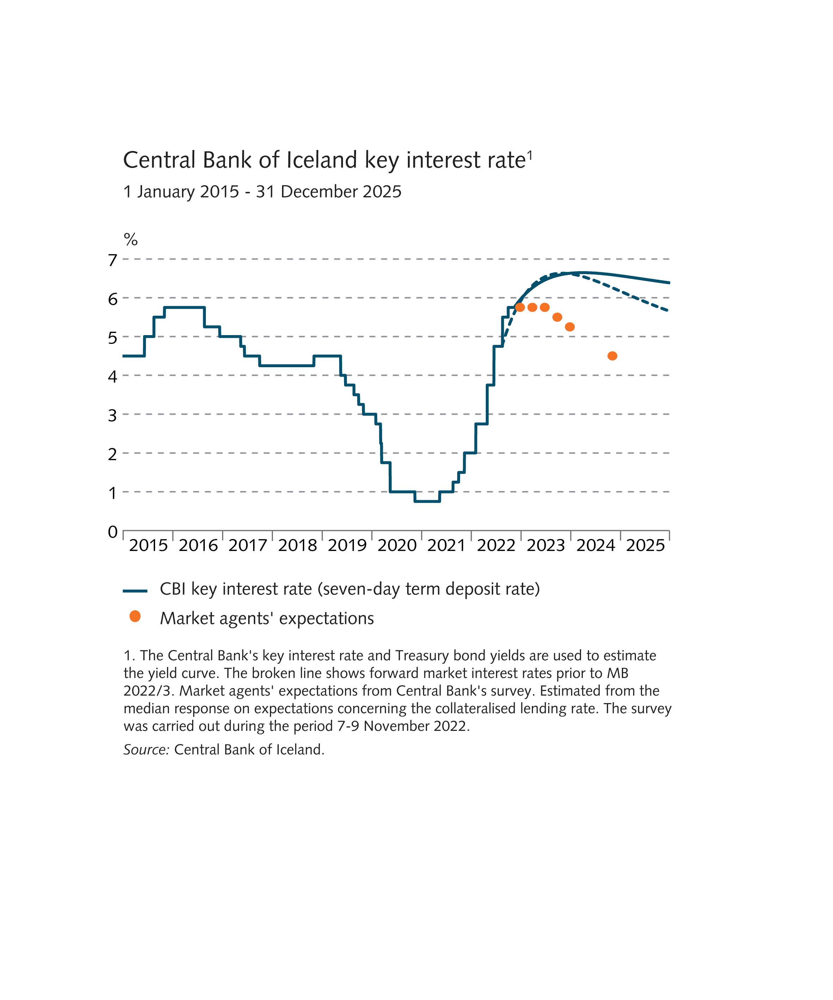 Central Bank of Iceland key interest rate1
1 January 2015 - 31 December 2025
%
7
6
5
4
3
2
1
0
2015 2016 2017 2018 2019 2020 2021 2022 2023 2024 2025
CBI key interest rate (seven-day term deposit rate)
Market agents' expectations
1. The Central Bank's key interest rate and Treasury bond yields are used to estimate
the yield curve. The broken line shows forward market interest rates prior to MB
2022/3. Market agents' expectations from Central Bank's survey. Estimated from the
median response on expectations concerning the collateralised lending rate. The survey
was carried out during the period 7-9 November 2022.
Source: Central Bank of Iceland.